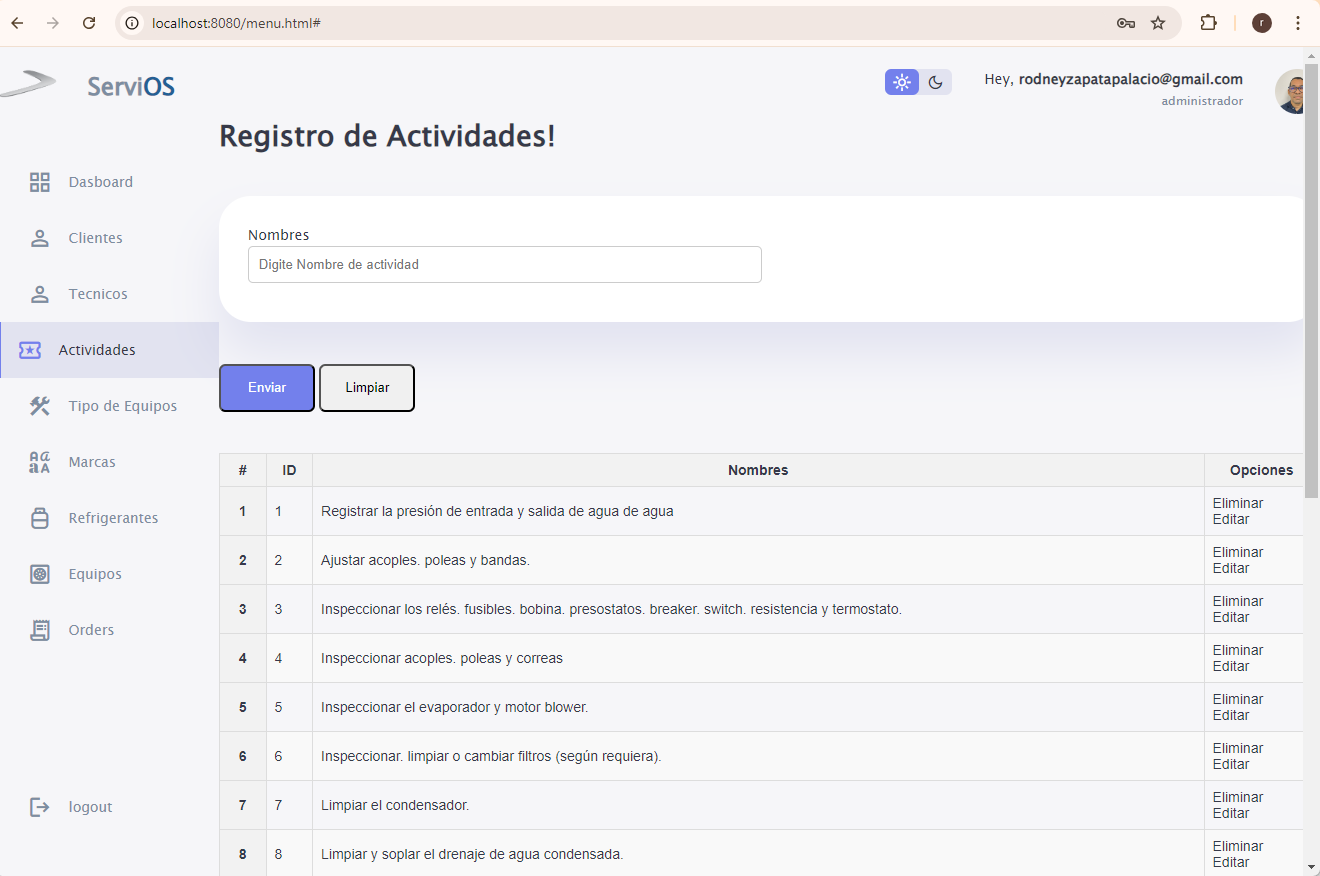 localhost:8080/menu.html#
r
ServiOS
Hey, rodneyzapatapalacio@gmail.com
administrador
Registro de Actividades!
Dasboard
Clientes
Tecnicos
Actividades
Tipo de Equipos
Marcas
Refrigerantes
Equipos
Orders
logout
Nombres
Digite Nombre de actividad
Enviar Limpiar
# ID Nombres Opciones
1 1 Registrar la presión de entrada y salida de agua de agua Eliminar
Editar
2 2 Ajustar acoples. poleas y bandas. Eliminar
Editar
3 3 Inspeccionar los relés. fusibles. bobina. presostatos. breaker. switch. resistencia y termostato. Eliminar
Editar
4 4 Inspeccionar acoples. poleas y correas Eliminar
Editar
5 5 Inspeccionar el evaporador y motor blower. Eliminar
Editar
6 6 Inspeccionar. limpiar o cambiar filtros (según requiera). Eliminar
Editar
7 7 Limpiar el condensador. Eliminar
Editar
8 8 Limpiar y soplar el drenaje de agua condensada. Eliminar
Editar